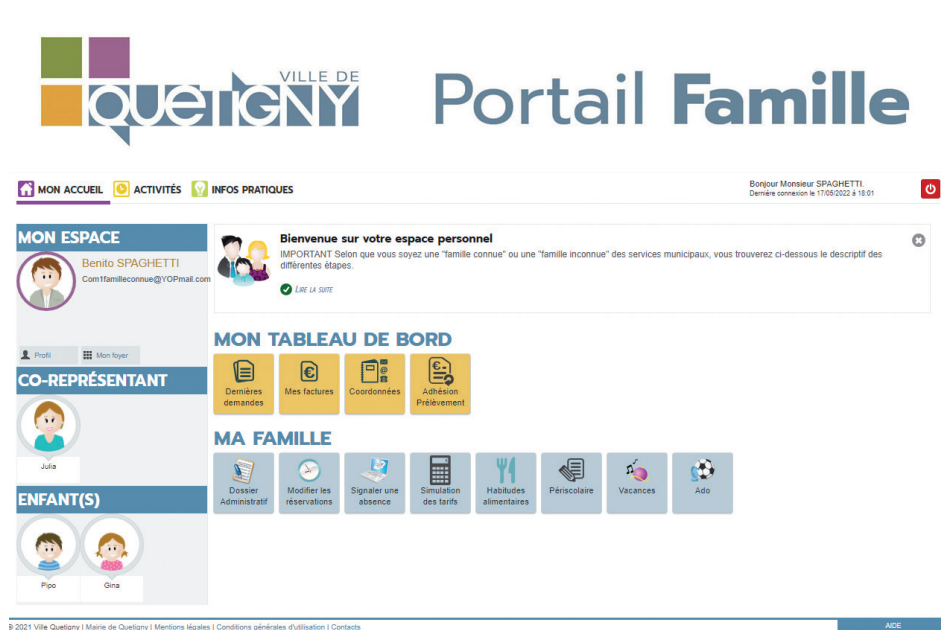 VILLE DE
QUETIGNY
Portail Famille
MON ACCUEIL
ACTIVITÉS
INFOS PRATIQUES
Bonjour Monsieur SPAGHETTI.
Dernière connexion le 17/05/2022 à 18:01
MON ESPACE
Benito SPAGHETTI
Com1familleconnue@YOPmail.com
Profil
Mon foyer
CO-REPRÉSENTANT
Julia
ENFANT(S)
Pipo
Gina
Bienvenue sur votre espace personnel
IMPORTANT Selon que vous soyez une "famille connue" ou une "famille inconnue" des services municipaux, vous trouverez ci-dessous le descriptif des
différentes étapes.
LIRE LA SUITE
MON TABLEAU DE BORD
Dernières
demandes
Mes factures
Coordonnées
Adhésion
Prélèvement
MA FAMILLE
Dossier
Administratif
Modifier les
réservations
Signaler une
absence
Simulation
des tarifs
Habitudes
alimentaires
Périscolaire
Vacances
Ado
© 2021 Ville Quetigny | Mairie de Quetigny | Mentions légales | Conditions générales d'utilisation | Contacts
AIDE